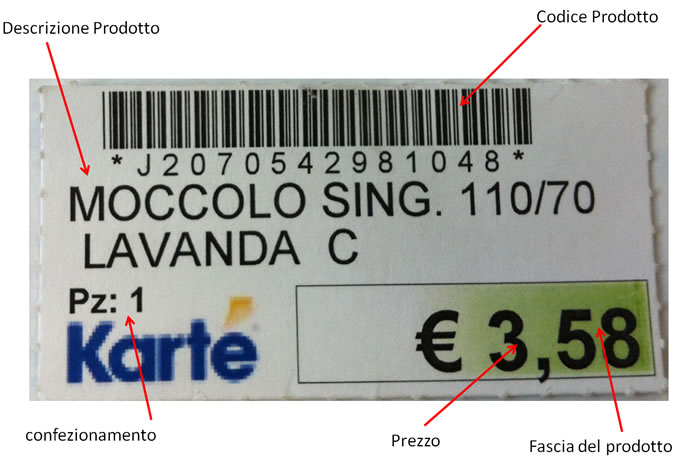 Descrizione Prodotto
Codice Prodotto
*J2070542981048*
MOCCOLO SING. 110/70
LAVANDA C
Pz: 1
Karté
€ 3,58
confezionamento
Prezzo
Fascia del prodotto